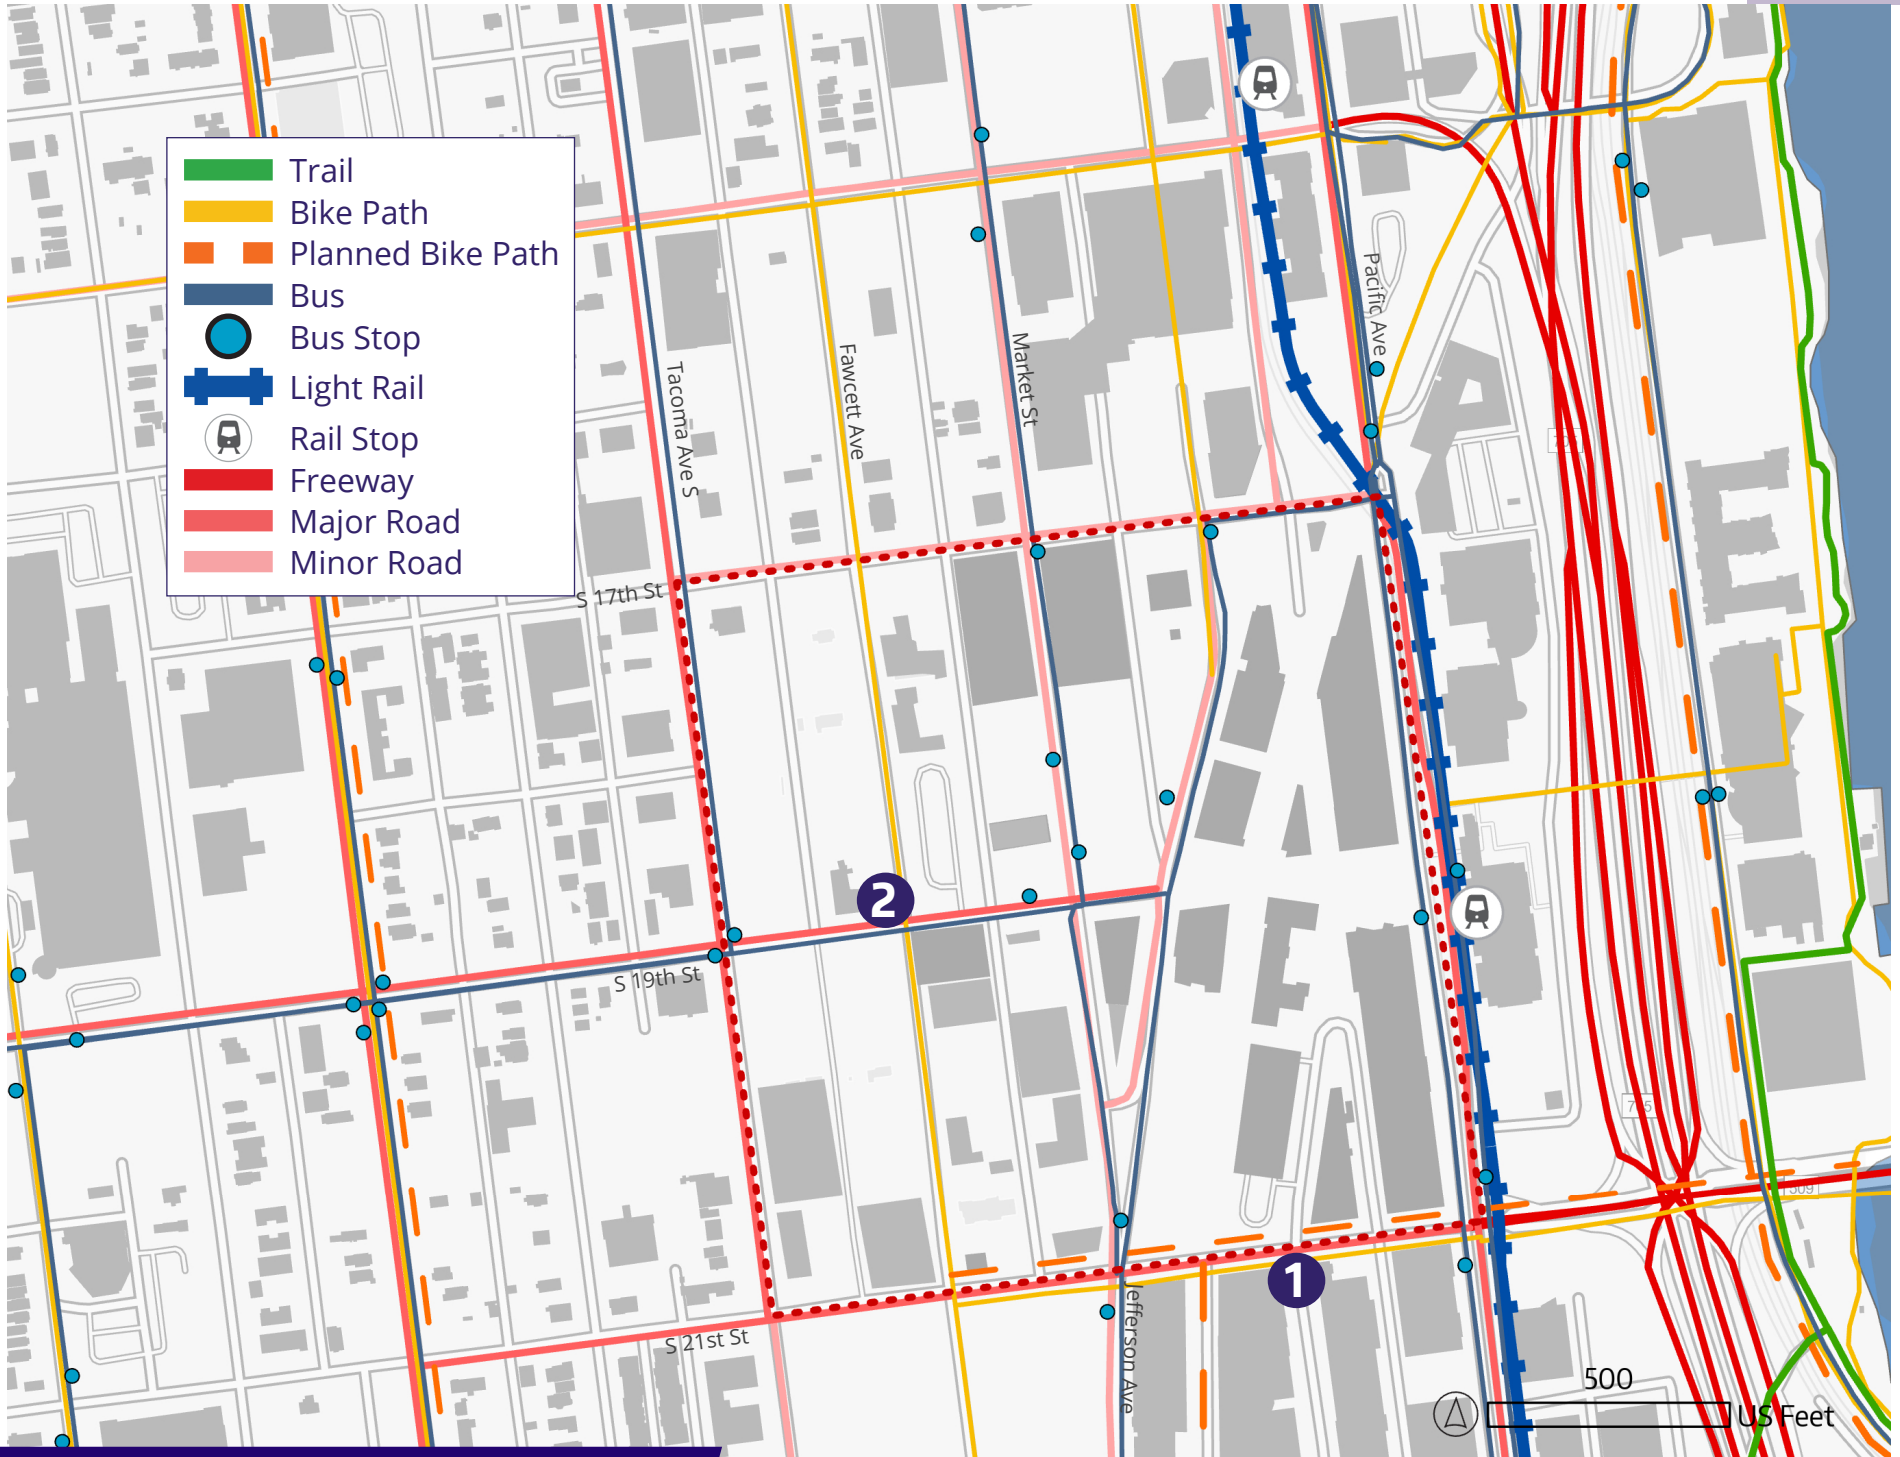 Trail
Bike Path
Planned Bike Path
Bus
Bus Stop
Light Rail
Rail Stop
Freeway
Major Road
Minor Road
Pacific Ave
Market St
Fawcett Ave
Tacoma Ave S
S 17th St
2
S 19th St
509
1
S 21st St
Jefferson Ave
500
US Feet